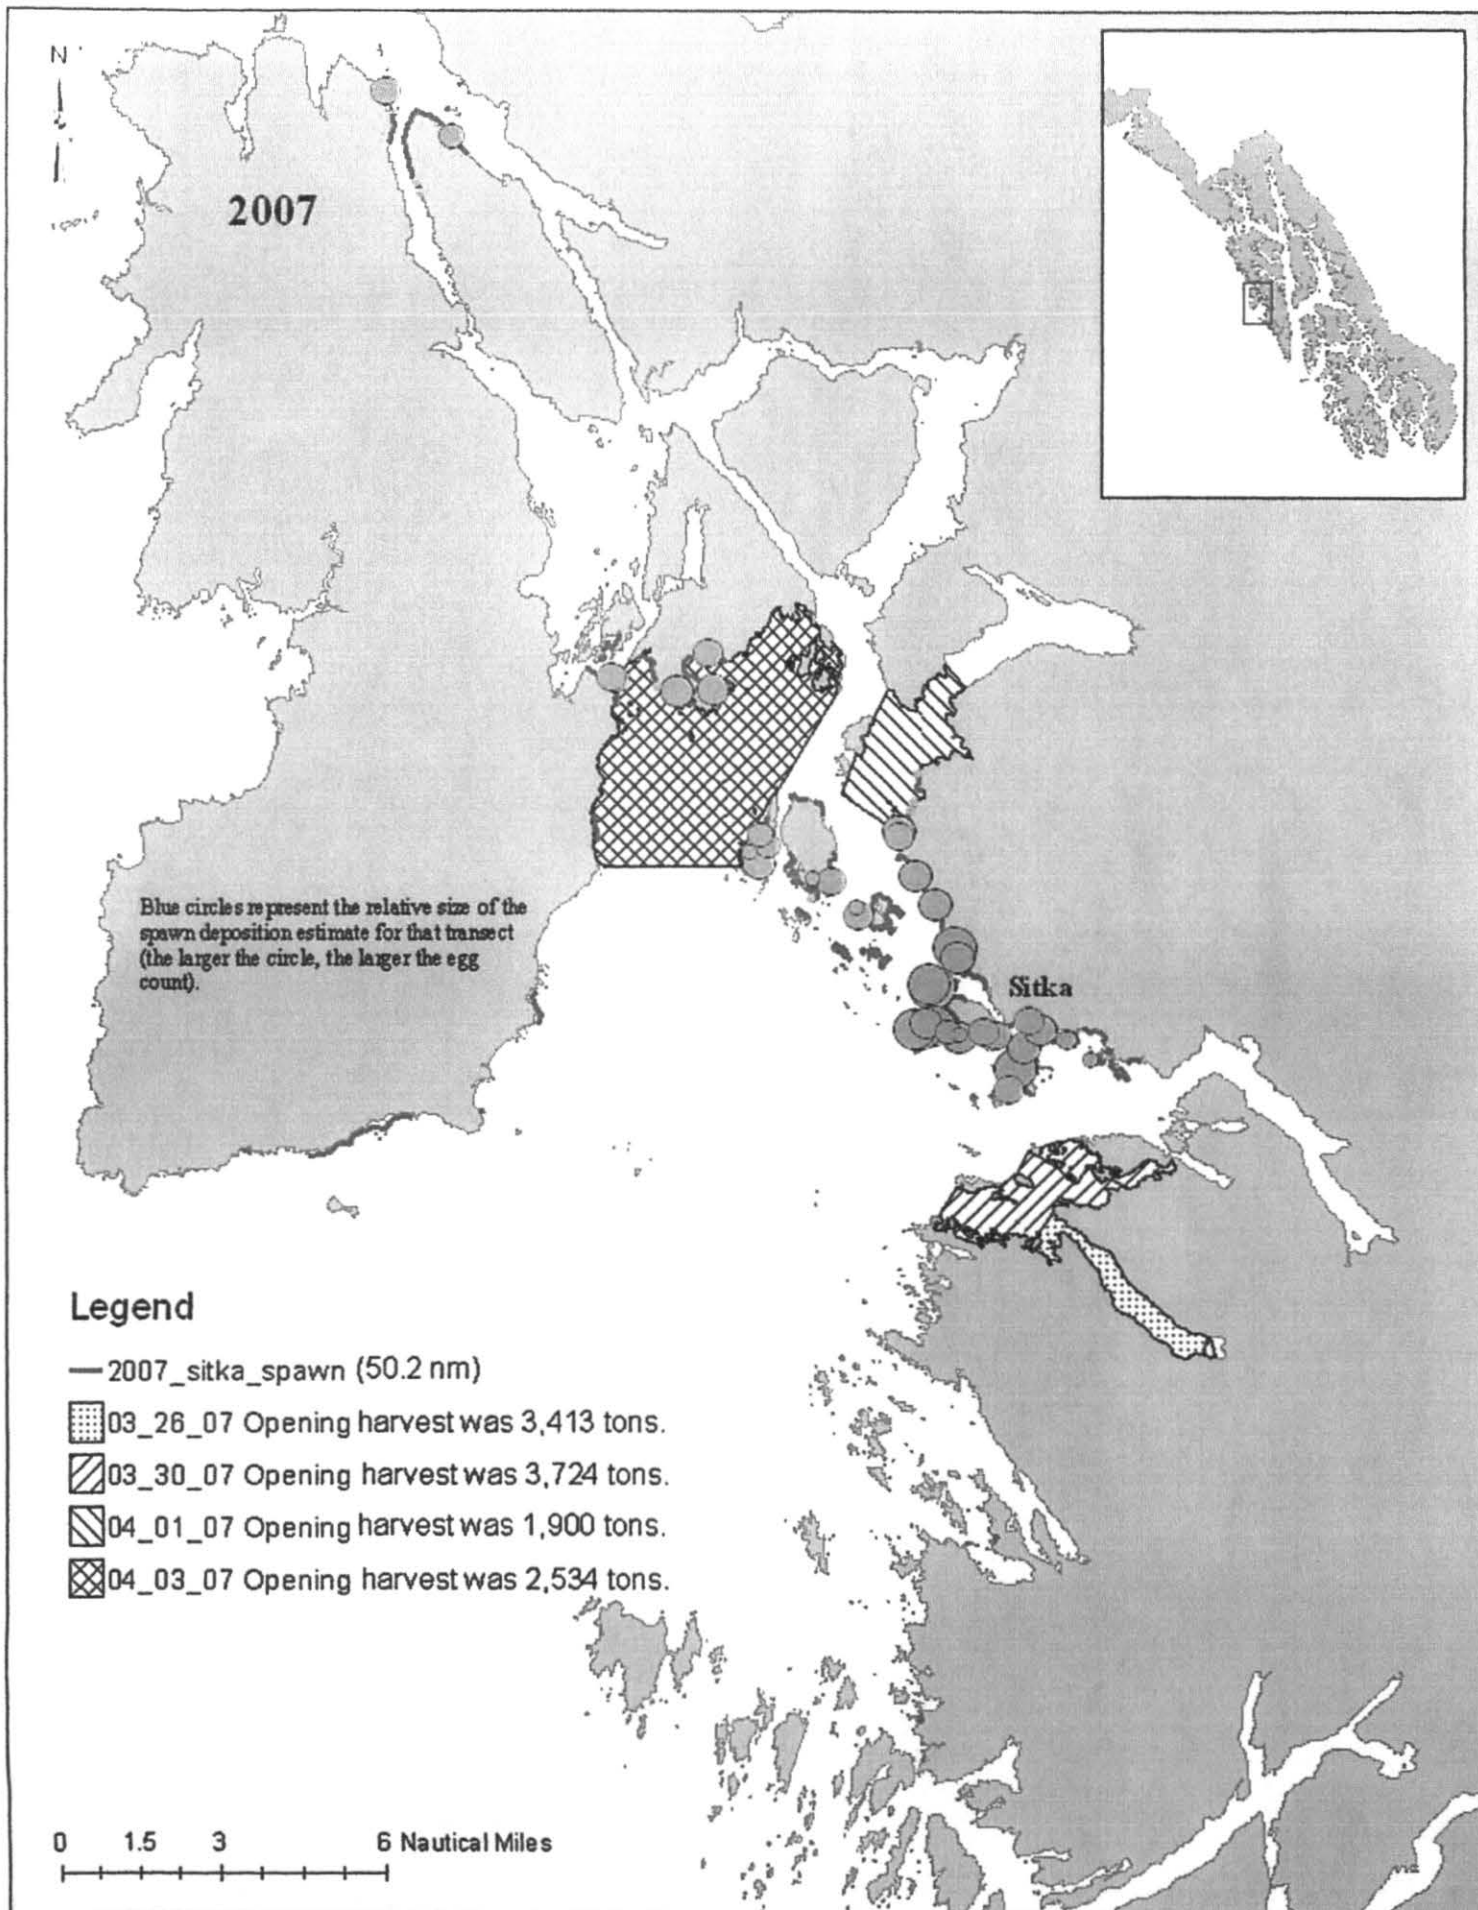 N
2007
Blue circles represent the relative size of the
spawn deposition estimate for that transect
(the larger the circle, the larger the egg
count).
Sitka
Legend
2007_sitka_spawn (50.2 nm)
03_26_07 Opening harvest was 3,413 tons.
03_30_07 Opening harvest was 3,724 tons.
04_01_07 Opening harvest was 1,900 tons.
04_03_07 Opening harvest was 2,534 tons.
0 1.5 3 6 Nautical Miles